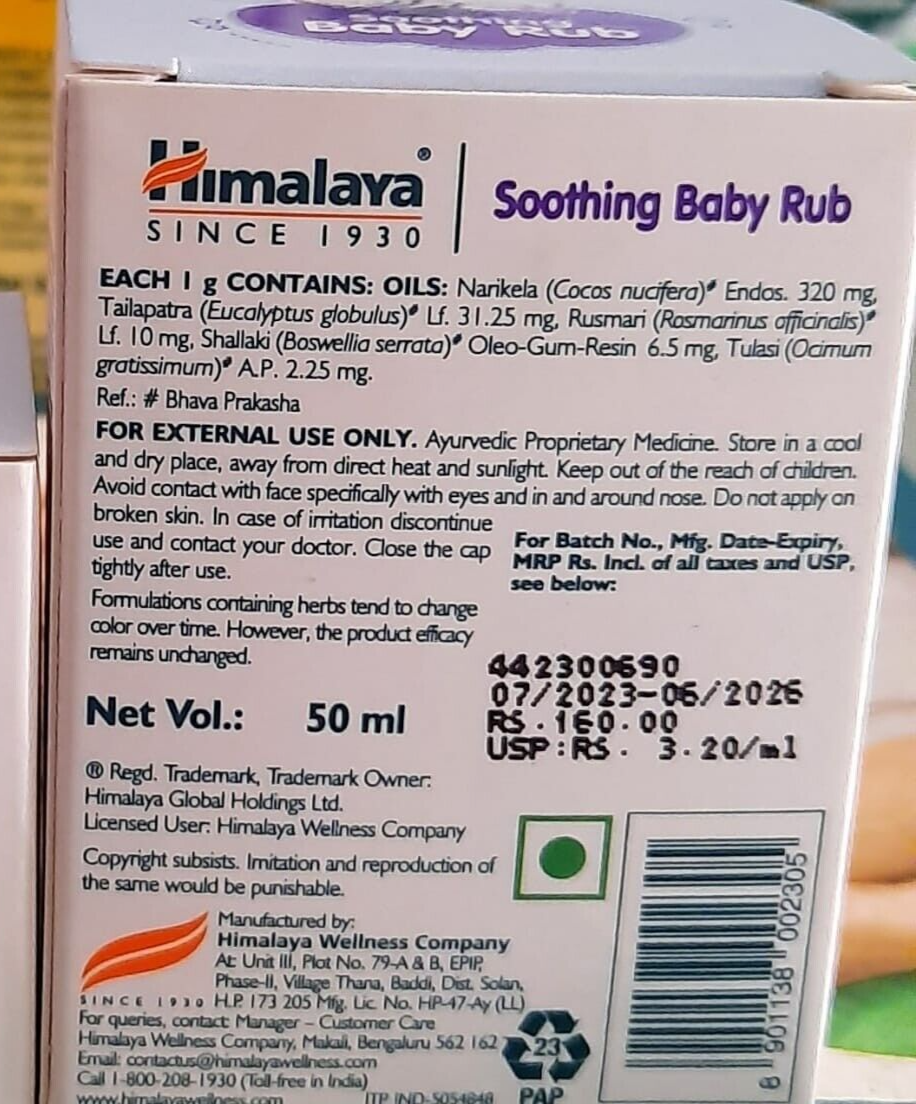 Soothing
Baby Rub
Himalaya®
SINCE 1930
Soothing Baby Rub
EACH 1 g CONTAINS: OILS: Narikela (Cocos nucifera)# Endos. 320 mg,
Tailapatra (Eucalyptus globulus)# Lf. 31.25 mg, Rusmari (Rosmarinus officinalis)#
Lf. 10 mg, Shallaki (Boswellia serrata)# Oleo-Gum-Resin 6.5 mg, Tulasi (Ocimum
gratissimum)# A.P. 2.25 mg.
Ref.: # Bhava Prakasha
FOR EXTERNAL USE ONLY. Ayurvedic Proprietary Medicine. Store in a cool
and dry place, away from direct heat and sunlight. Keep out of the reach of children.
Avoid contact with face specifically with eyes and in and around nose. Do not apply on
broken skin. In case of irritation discontinue
use and contact your doctor. Close the cap
tightly after use.
Formulations containing herbs tend to change
color over time. However, the product efficacy
remains unchanged.
For Batch No., Mfg. Date-Expiry,
MRP Rs. Incl. of all taxes and USP,
see below:
442300690
07/2023-06/2026
RS.160.00
USP:RS. 3.20/ml
Net Vol.: 50 ml
® Regd. Trademark, Trademark Owner:
Himalaya Global Holdings Ltd.
Licensed User: Himalaya Wellness Company
Copyright subsists. Imitation and reproduction of
the same would be punishable.
Manufactured by:
Himalaya Wellness Company
At: Unit III, Plot No. 79-A & B, EPIP,
Phase-II, Village Thana, Baddi, Dist. Solan,
SINCE 1930 H.P. 173 205 Mfg. Lic. No. HP-47-Ay (LL)
For queries, contact: Manager – Customer Care
Himalaya Wellness Company, Makali, Bengaluru 562 162
Email: contactus@himalayawellness.com
Call 1-800-208-1930 (Toll-free in India)
www.himalayawellness.com ITP IND-5054848
23
PAP
8 901138 002305